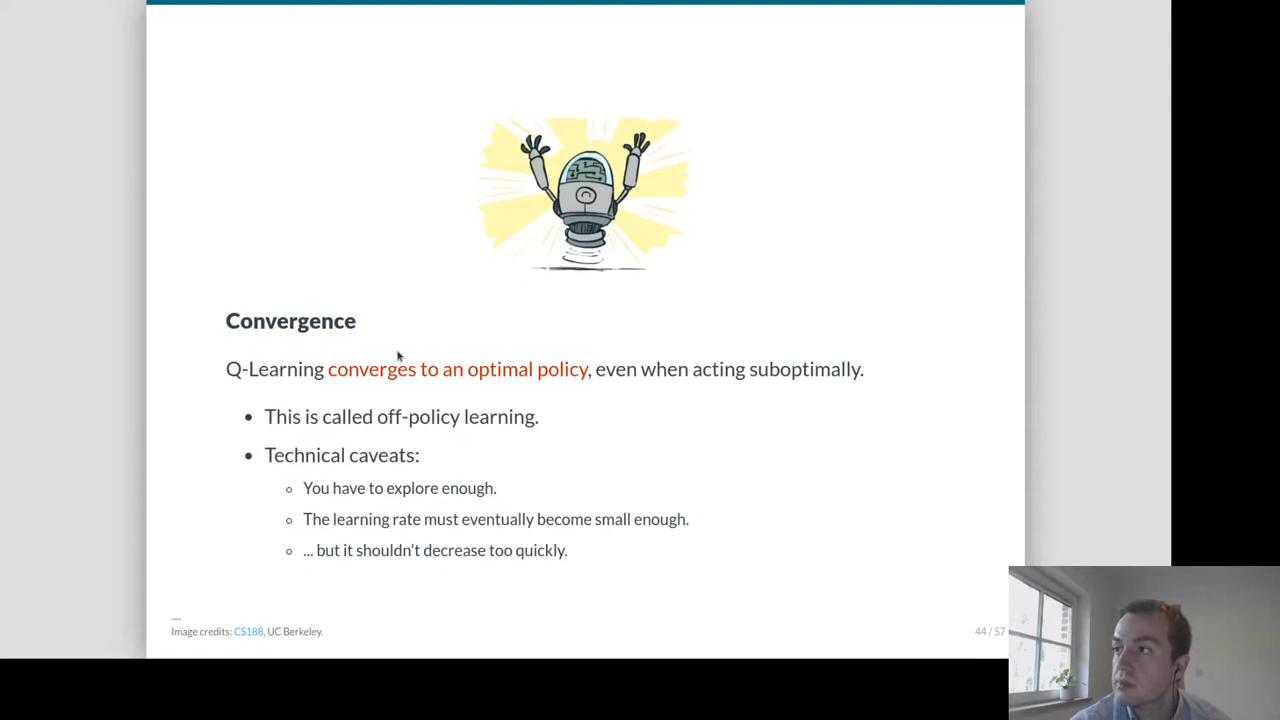 Convergence
Q-Learning converges to an optimal policy, even when acting suboptimally.
This is called off-policy learning.
Technical caveats:
You have to explore enough.
The learning rate must eventually become small enough.
... but it shouldn't decrease too quickly.
Image credits: CS188, UC Berkeley.
44 / 57